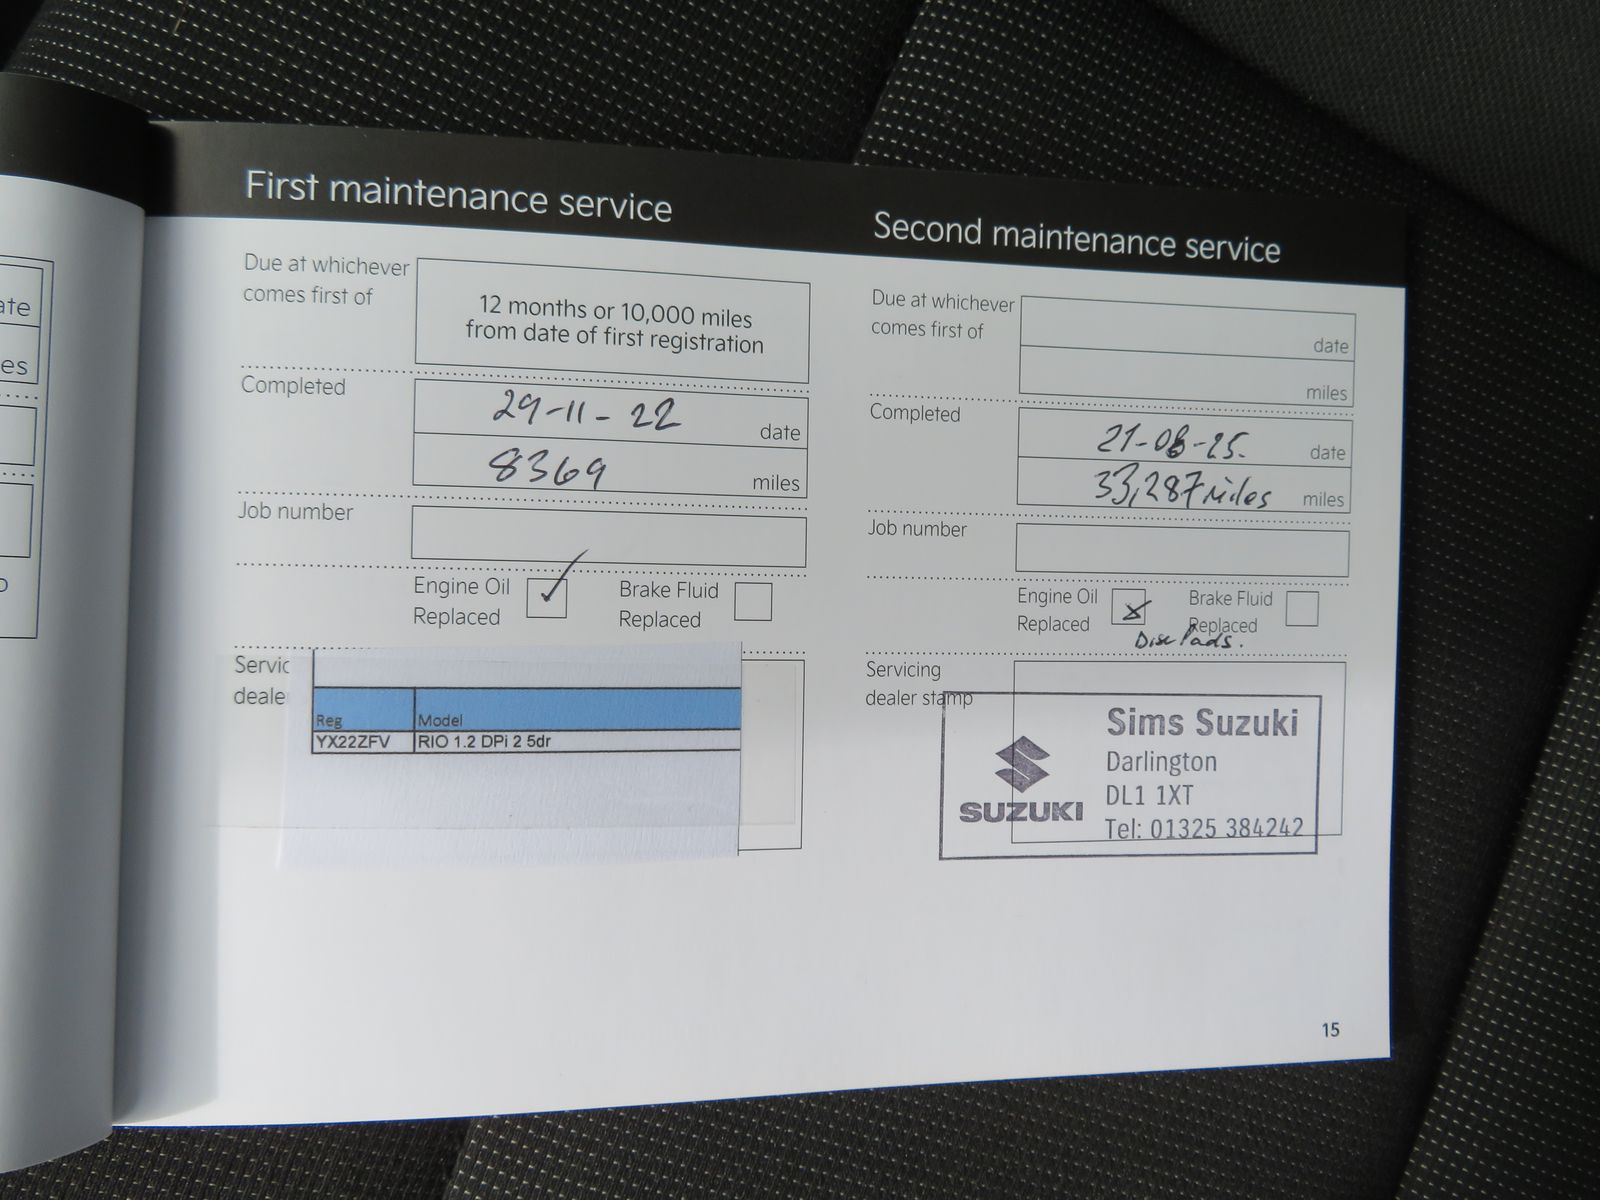 ate
es
First maintenance service
Due at whichever
comes first of
12 months or 10,000 miles
from date of first registration
Completed
29-11-22
date
8369
miles
Job number
Engine Oil
Replaced
Brake Fluid
Replaced
Servic
deale
Reg
Model
YX22ZFV
RIO 1.2 DPi 2 5dr
Second maintenance service
Due at whichever
comes first of
date
miles
Completed
21-08-25.
date
33,287 miles
miles
Job number
Engine Oil
Replaced
Brake Fluid
Replaced
Disc Pads.
Servicing
dealer stamp
SUZUKI
Sims Suzuki
Darlington
DL1 1XT
Tel: 01325 384242
15